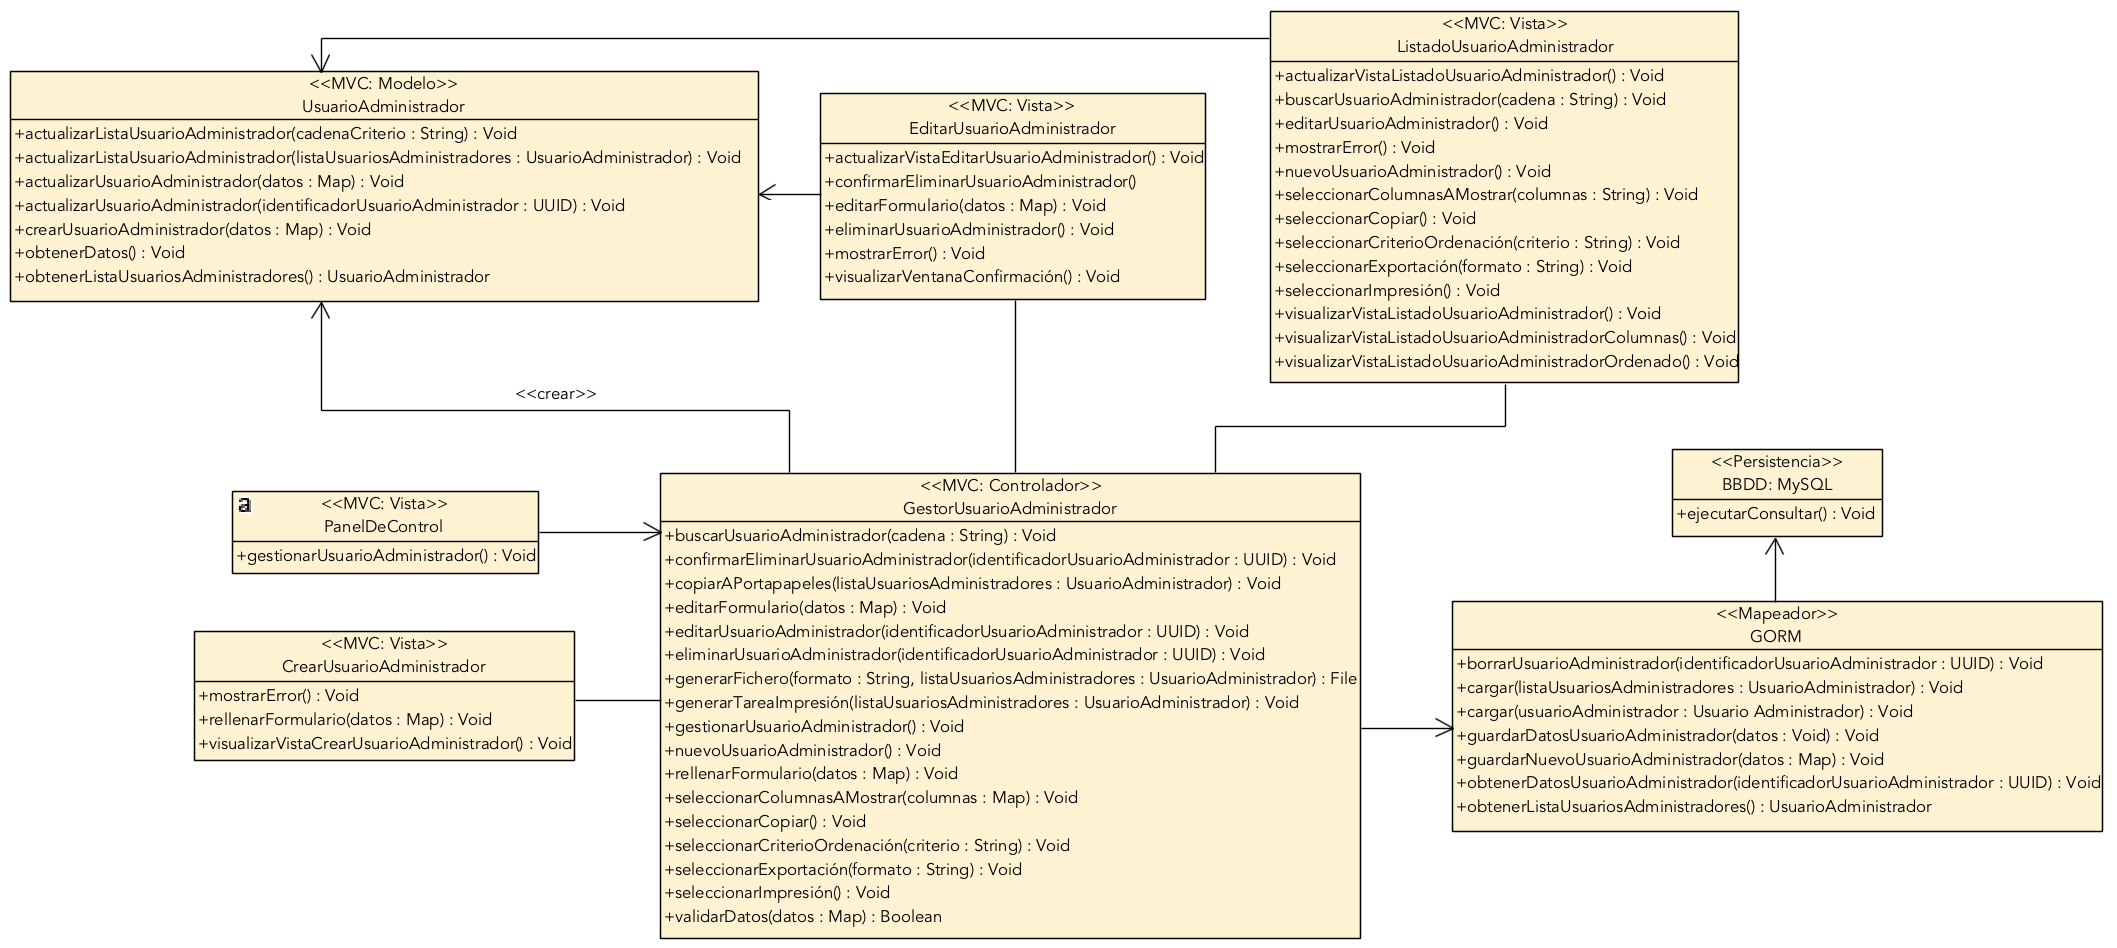 <<MVC: Vista>>
ListadoUsuarioAdministrador
+actualizarVistaListadoUsuarioAdministrador() : Void
+buscarUsuarioAdministrador(cadena : String) : Void
+editarUsuarioAdministrador() : Void
+mostrarError() : Void
+nuevoUsuarioAdministrador() : Void
+seleccionarColumnasAMostrar(columnas : String) : Void
+seleccionarCopiar() : Void
+seleccionarCriterioOrdenación(criterio : String) : Void
+seleccionarExportación(formato : String) : Void
+seleccionarImpresión() : Void
+visualizarVistaListadoUsuarioAdministrador() : Void
+visualizarVistaListadoUsuarioAdministradorColumnas() : Void
+visualizarVistaListadoUsuarioAdministradorOrdenado() : Void
<<MVC: Modelo>>
UsuarioAdministrador
+actualizarListaUsuarioAdministrador(cadenaCriterio : String) : Void
+actualizarListaUsuarioAdministrador(listaUsuariosAdministradores : UsuarioAdministrador) : Void
+actualizarUsuarioAdministrador(datos : Map) : Void
+actualizarUsuarioAdministrador(identificadorUsuarioAdministrador : UUID) : Void
+crearUsuarioAdministrador(datos : Map) : Void
+obtenerDatos() : Void
+obtenerListaUsuariosAdministradores() : UsuarioAdministrador
<<MVC: Vista>>
EditarUsuarioAdministrador
+actualizarVistaEditarUsuarioAdministrador() : Void
+confirmarEliminarUsuarioAdministrador()
+editarFormulario(datos : Map) : Void
+eliminarUsuarioAdministrador() : Void
+mostrarError() : Void
+visualizarVentanaConfirmación() : Void
<<crear>>
a
<<MVC: Vista>>
PanelDeControl
+gestionarUsuarioAdministrador() : Void
<<MVC: Vista>>
CrearUsuarioAdministrador
+mostrarError() : Void
+rellenarFormulario(datos : Map) : Void
+visualizarVistaCrearUsuarioAdministrador() : Void
<<MVC: Controlador>>
GestorUsuarioAdministrador
+buscarUsuarioAdministrador(cadena : String) : Void
+confirmarEliminarUsuarioAdministrador(identificadorUsuarioAdministrador : UUID) : Void
+copiarAPortapapeles(listaUsuariosAdministradores : UsuarioAdministrador) : Void
+editarFormulario(datos : Map) : Void
+editarUsuarioAdministrador(identificadorUsuarioAdministrador : UUID) : Void
+eliminarUsuarioAdministrador(identificadorUsuarioAdministrador : UUID) : Void
+generarFichero(formato : String, listaUsuariosAdministradores : UsuarioAdministrador) : File
+generarTareaImpresión(listaUsuariosAdministradores : UsuarioAdministrador) : Void
+gestionarUsuarioAdministrador() : Void
+nuevoUsuarioAdministrador() : Void
+rellenarFormulario(datos : Map) : Void
+seleccionarColumnasAMostrar(columnas : Map) : Void
+seleccionarCopiar() : Void
+seleccionarCriterioOrdenación(criterio : String) : Void
+seleccionarExportación(formato : String) : Void
+seleccionarImpresión() : Void
+validarDatos(datos : Map) : Boolean
<<Persistencia>>
BBDD: MySQL
+ejecutarConsultar() : Void
<<Mapeador>>
GORM
+borrarUsuarioAdministrador(identificadorUsuarioAdministrador : UUID) : Void
+cargar(listaUsuariosAdministradores : UsuarioAdministrador) : Void
+cargar(usuarioAdministrador : Usuario Administrador) : Void
+guardarDatosUsuarioAdministrador(datos : Void) : Void
+guardarNuevoUsuarioAdministrador(datos : Map) : Void
+obtenerDatosUsuarioAdministrador(identificadorUsuarioAdministrador : UUID) : Void
+obtenerListaUsuariosAdministradores() : UsuarioAdministrador